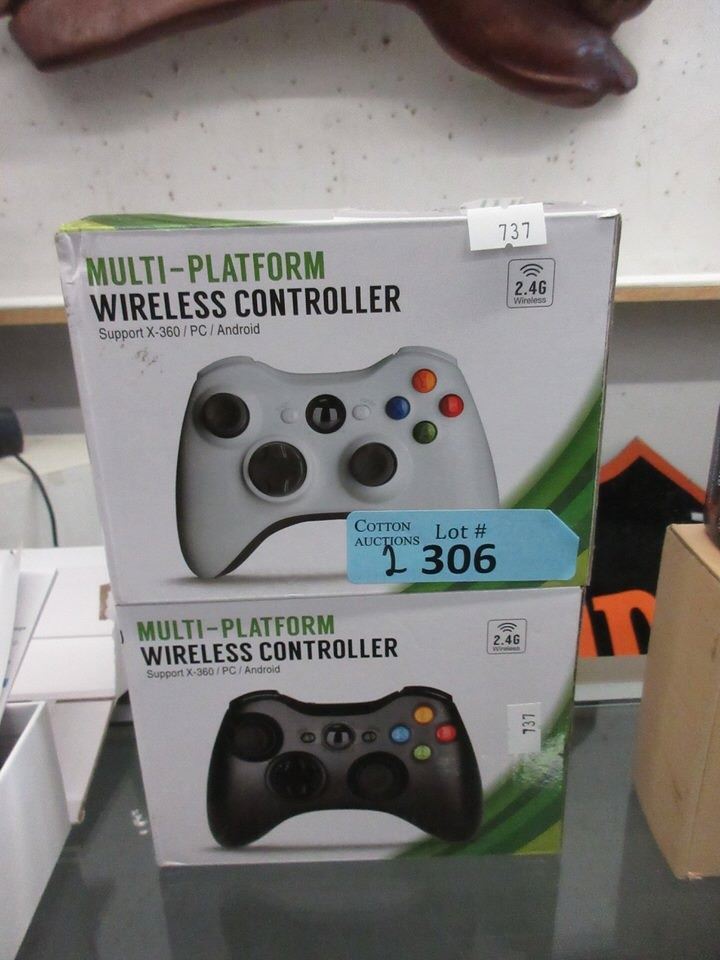 737
MULTI-PLATFORM
WIRELESS CONTROLLER
Support X-360 / PC / Android
2.4G
Wireless
COTTON
AUCTIONS
Lot #
2 306
MULTI-PLATFORM
WIRELESS CONTROLLER
Support X-360 / PC / Android
2.4G
Wireless
737